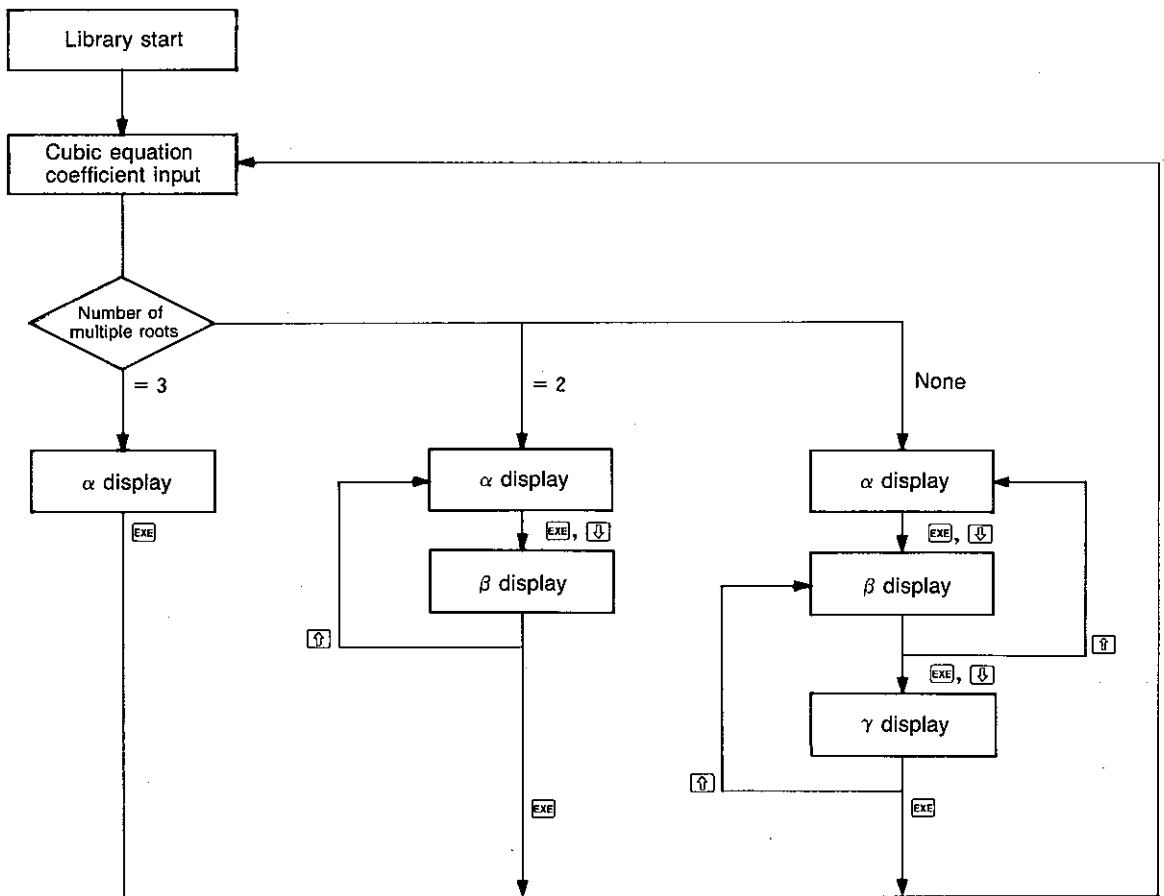 Library start
Cubic equation
coefficient input
Number of
multiple roots
= 3
= 2
None
α display
α display
α display
EXE
EXE, ⇩
EXE, ⇩
β display
β display
⇧
⇧
EXE, ⇩
γ display
⇧
EXE
EXE